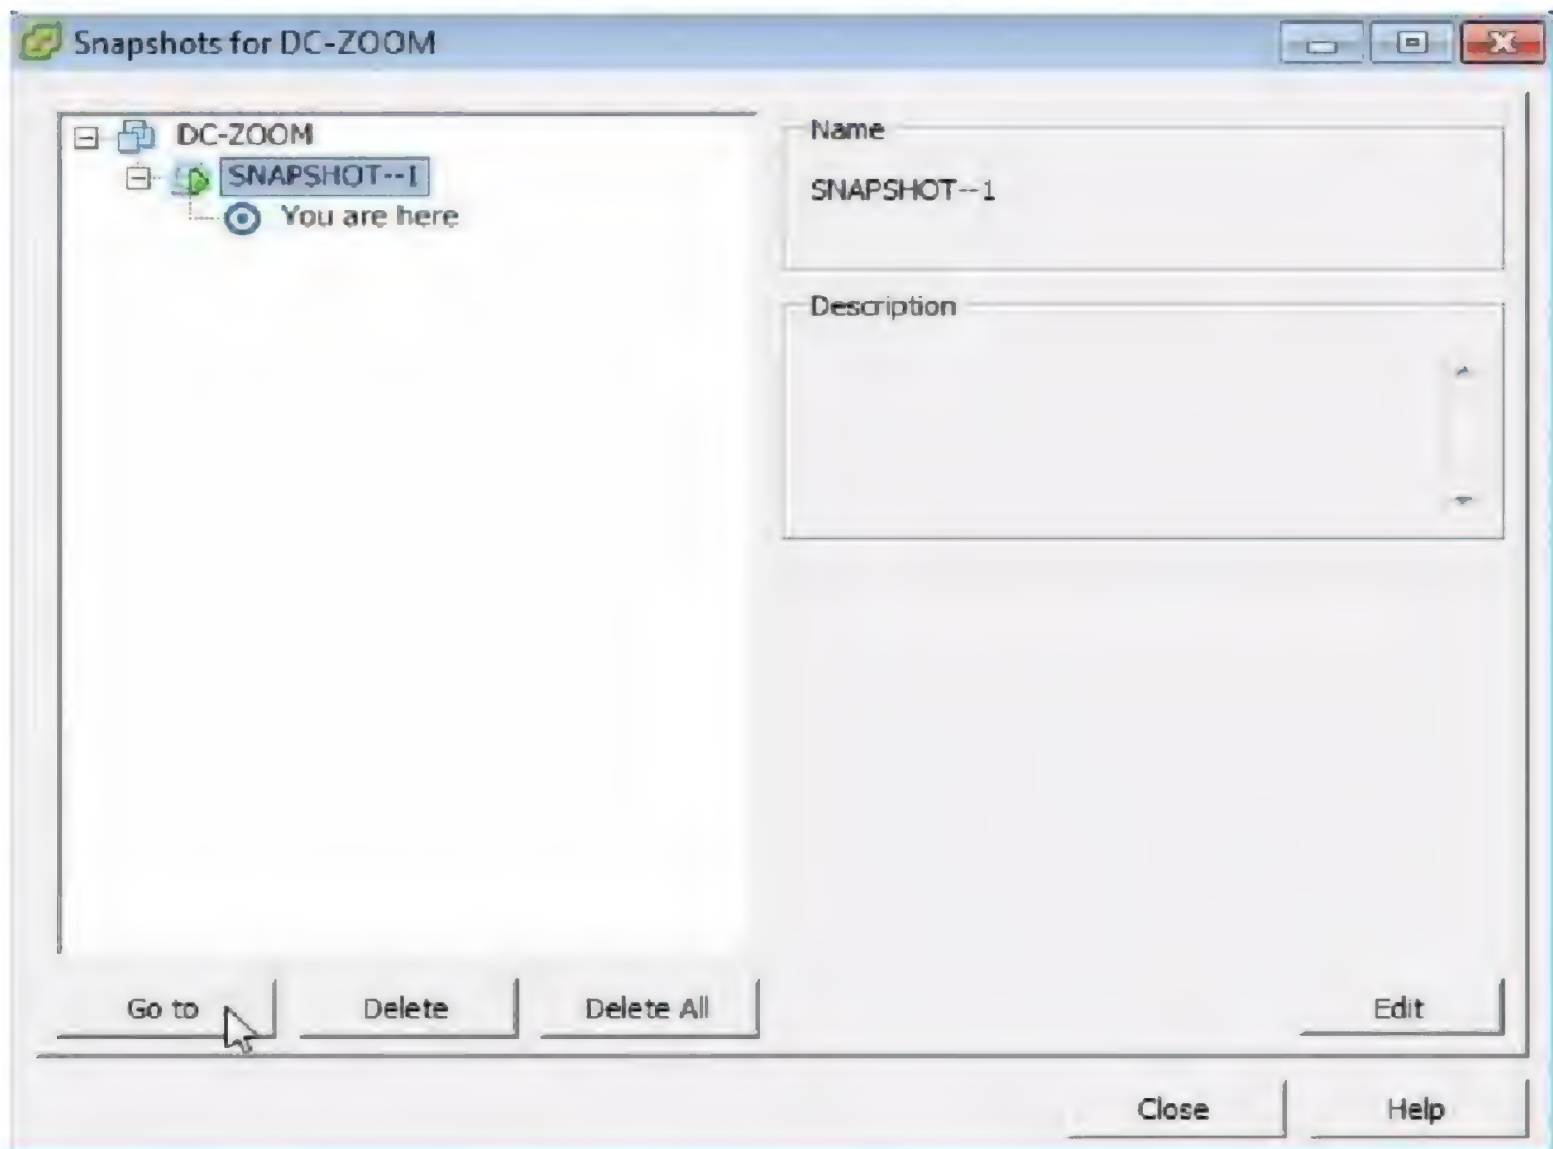 Snapshots for DC-ZOOM
DC-ZOOM
SNAPSHOT--1
You are here
Name
SNAPSHOT--1
Description
Go to
Delete
Delete All
Edit
Close
Help